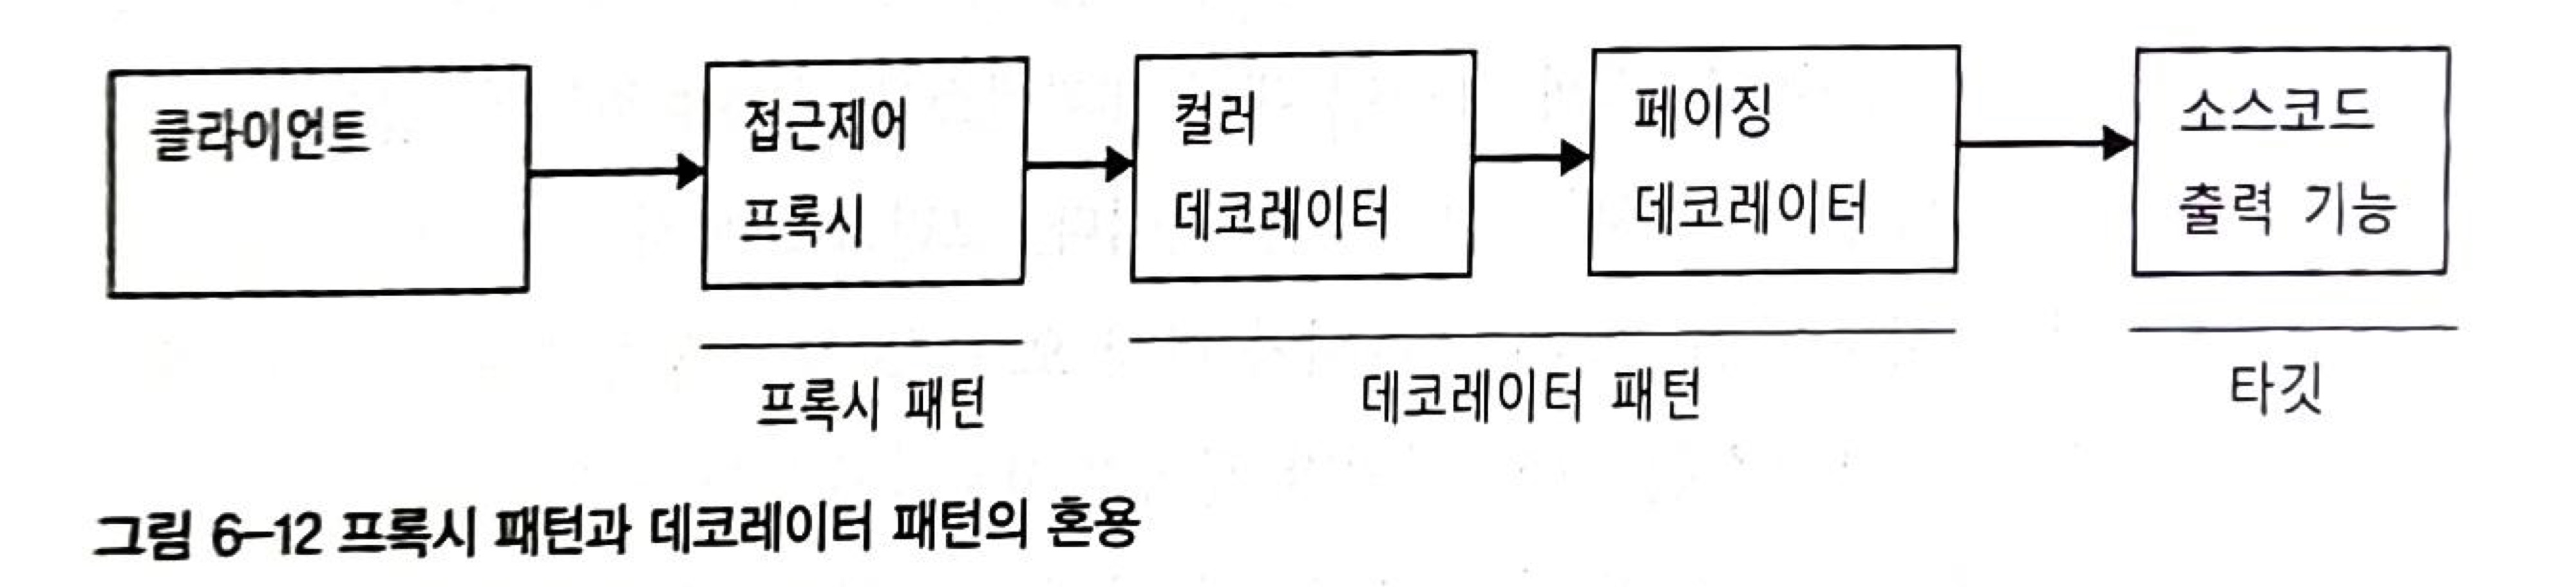 클라이언트
접근제어
프록시
컬러
데코레이터
페이징
데코레이터
소스코드
출력 기능
프록시 패턴
데코레이터 패턴
타깃
그림 6-12 프록시 패턴과 데코레이터 패턴의 혼용